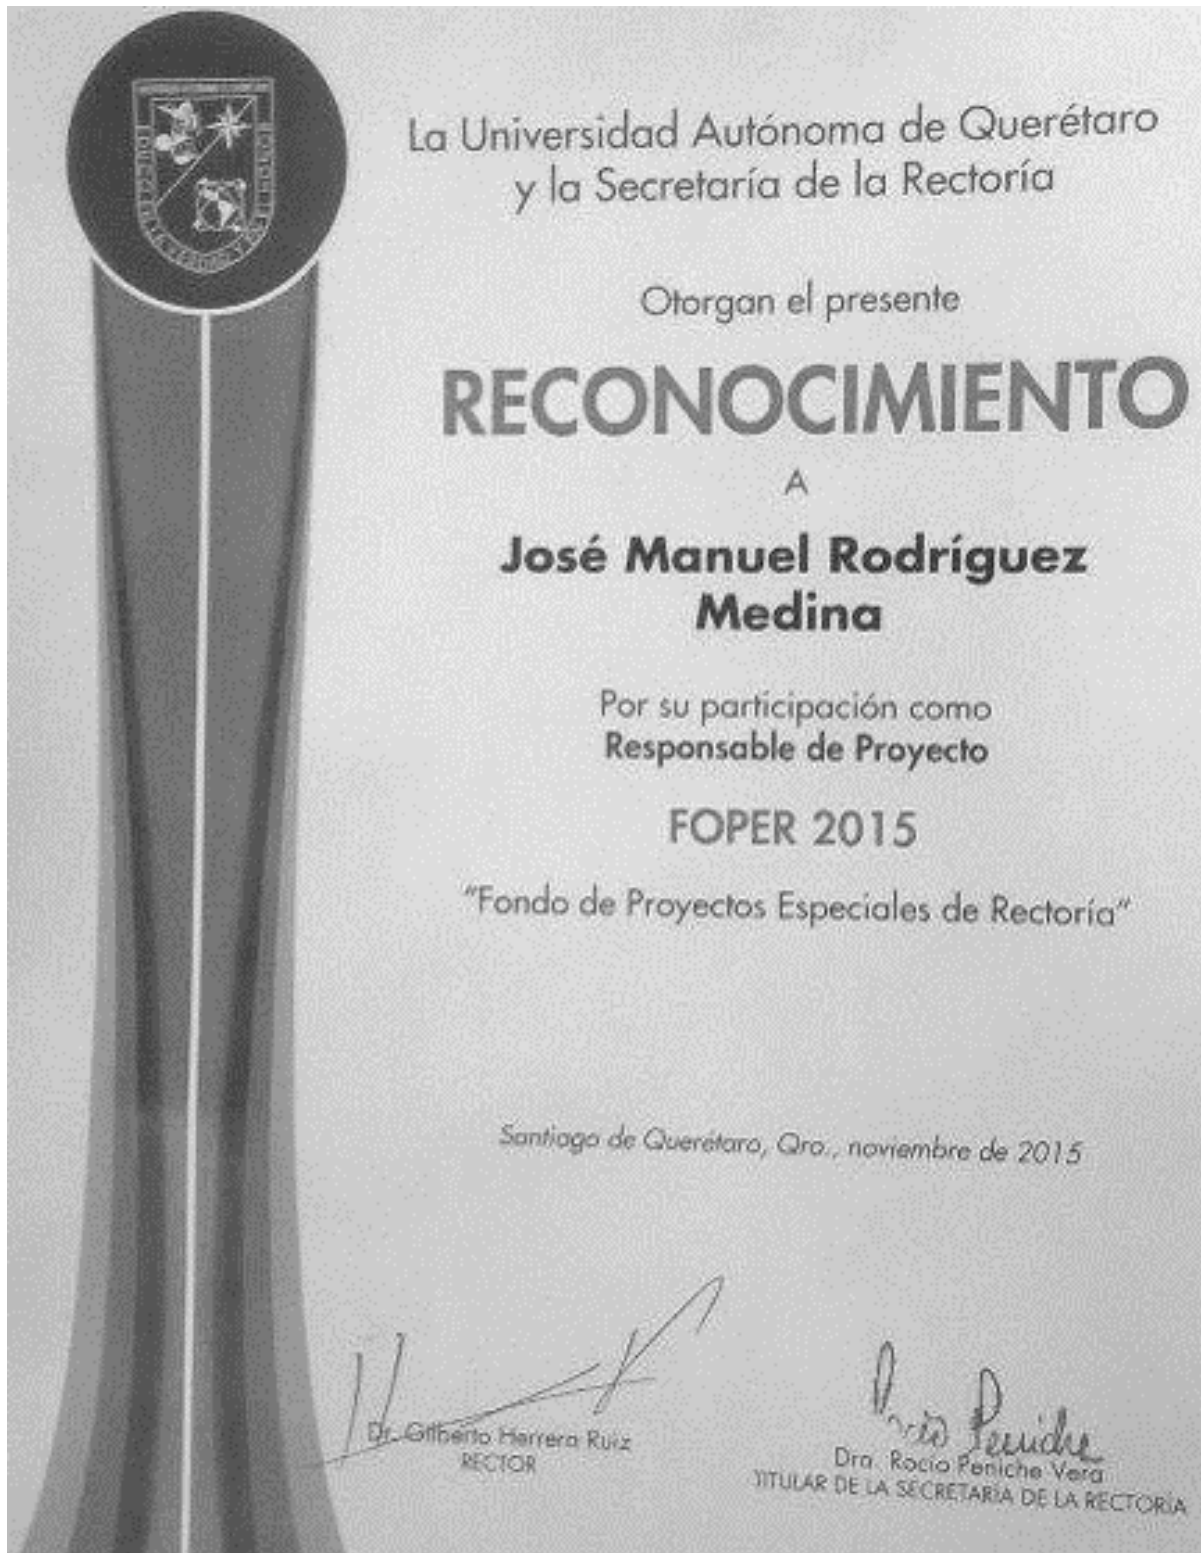 La Universidad Autónoma de Querétaro
y la Secretaría de la Rectoría
Otorgan el presente
RECONOCIMIENTO
A
José Manuel Rodríguez
Medina
Por su participación como
Responsable de Proyecto
FOPER 2015
"Fondo de Proyectos Especiales de Rectoría"
Santiago de Querétaro, Qro., noviembre de 2015
Rocío Peniche
Dr. Gilberto Herrera Ruiz
RECTOR
Dra. Rocío Peniche Vera
TITULAR DE LA SECRETARÍA DE LA RECTORÍA